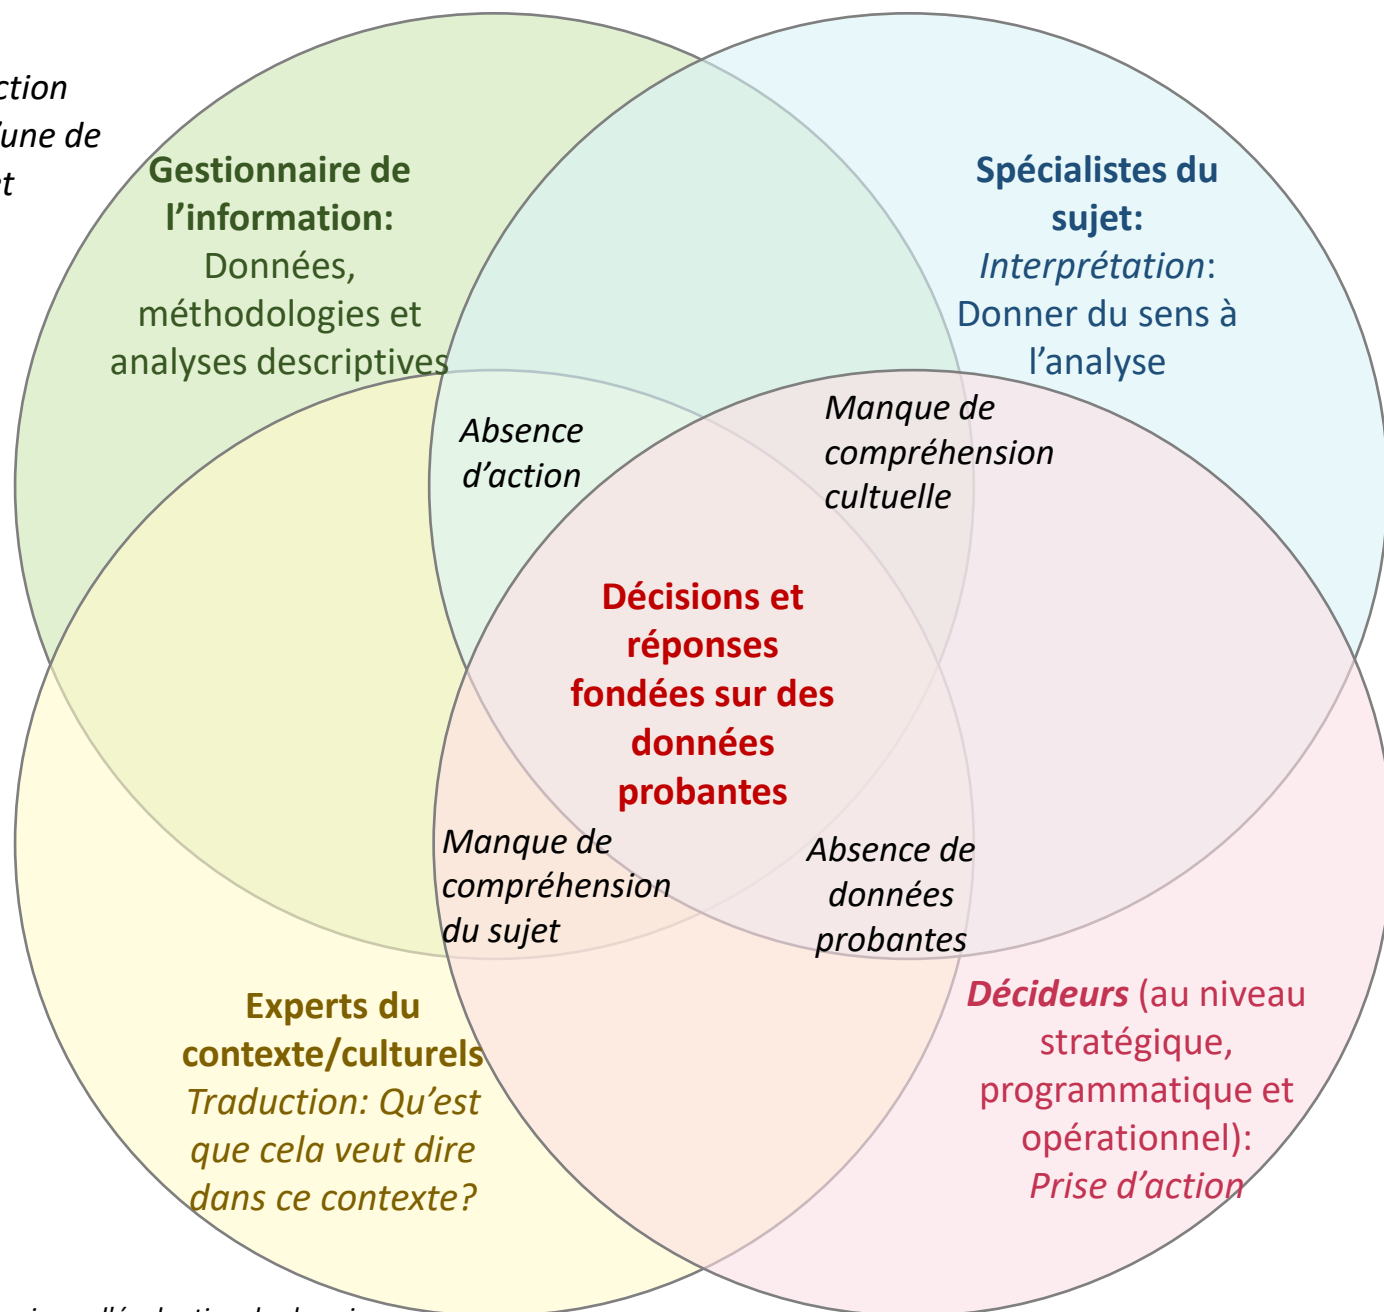 ction
'une de
et
Gestionnaire de
l'information:
Données,
méthodologies et
analyses descriptives
Spécialistes du
sujet:
Interprétation:
Donner du sens à
l'analyse
Absence
d'action
Manque de
compréhension
cultuelle
Décisions et
réponses
fondées sur des
données
probantes
Manque de
compréhension
du sujet
Absence de
données
probantes
Experts du
contexte/culturels
Traduction: Qu'est
que cela veut dire
dans ce contexte?
Décideurs (au niveau
stratégique,
programmatique et
opérationnel):
Prise d'action